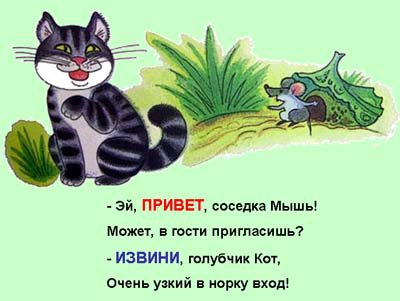 - Эй, ПРИВЕТ, соседка Мышь!
Может, в гости пригласишь?
- ИЗВИНИ, голубчик Кот,
Очень узкий в норку вход!